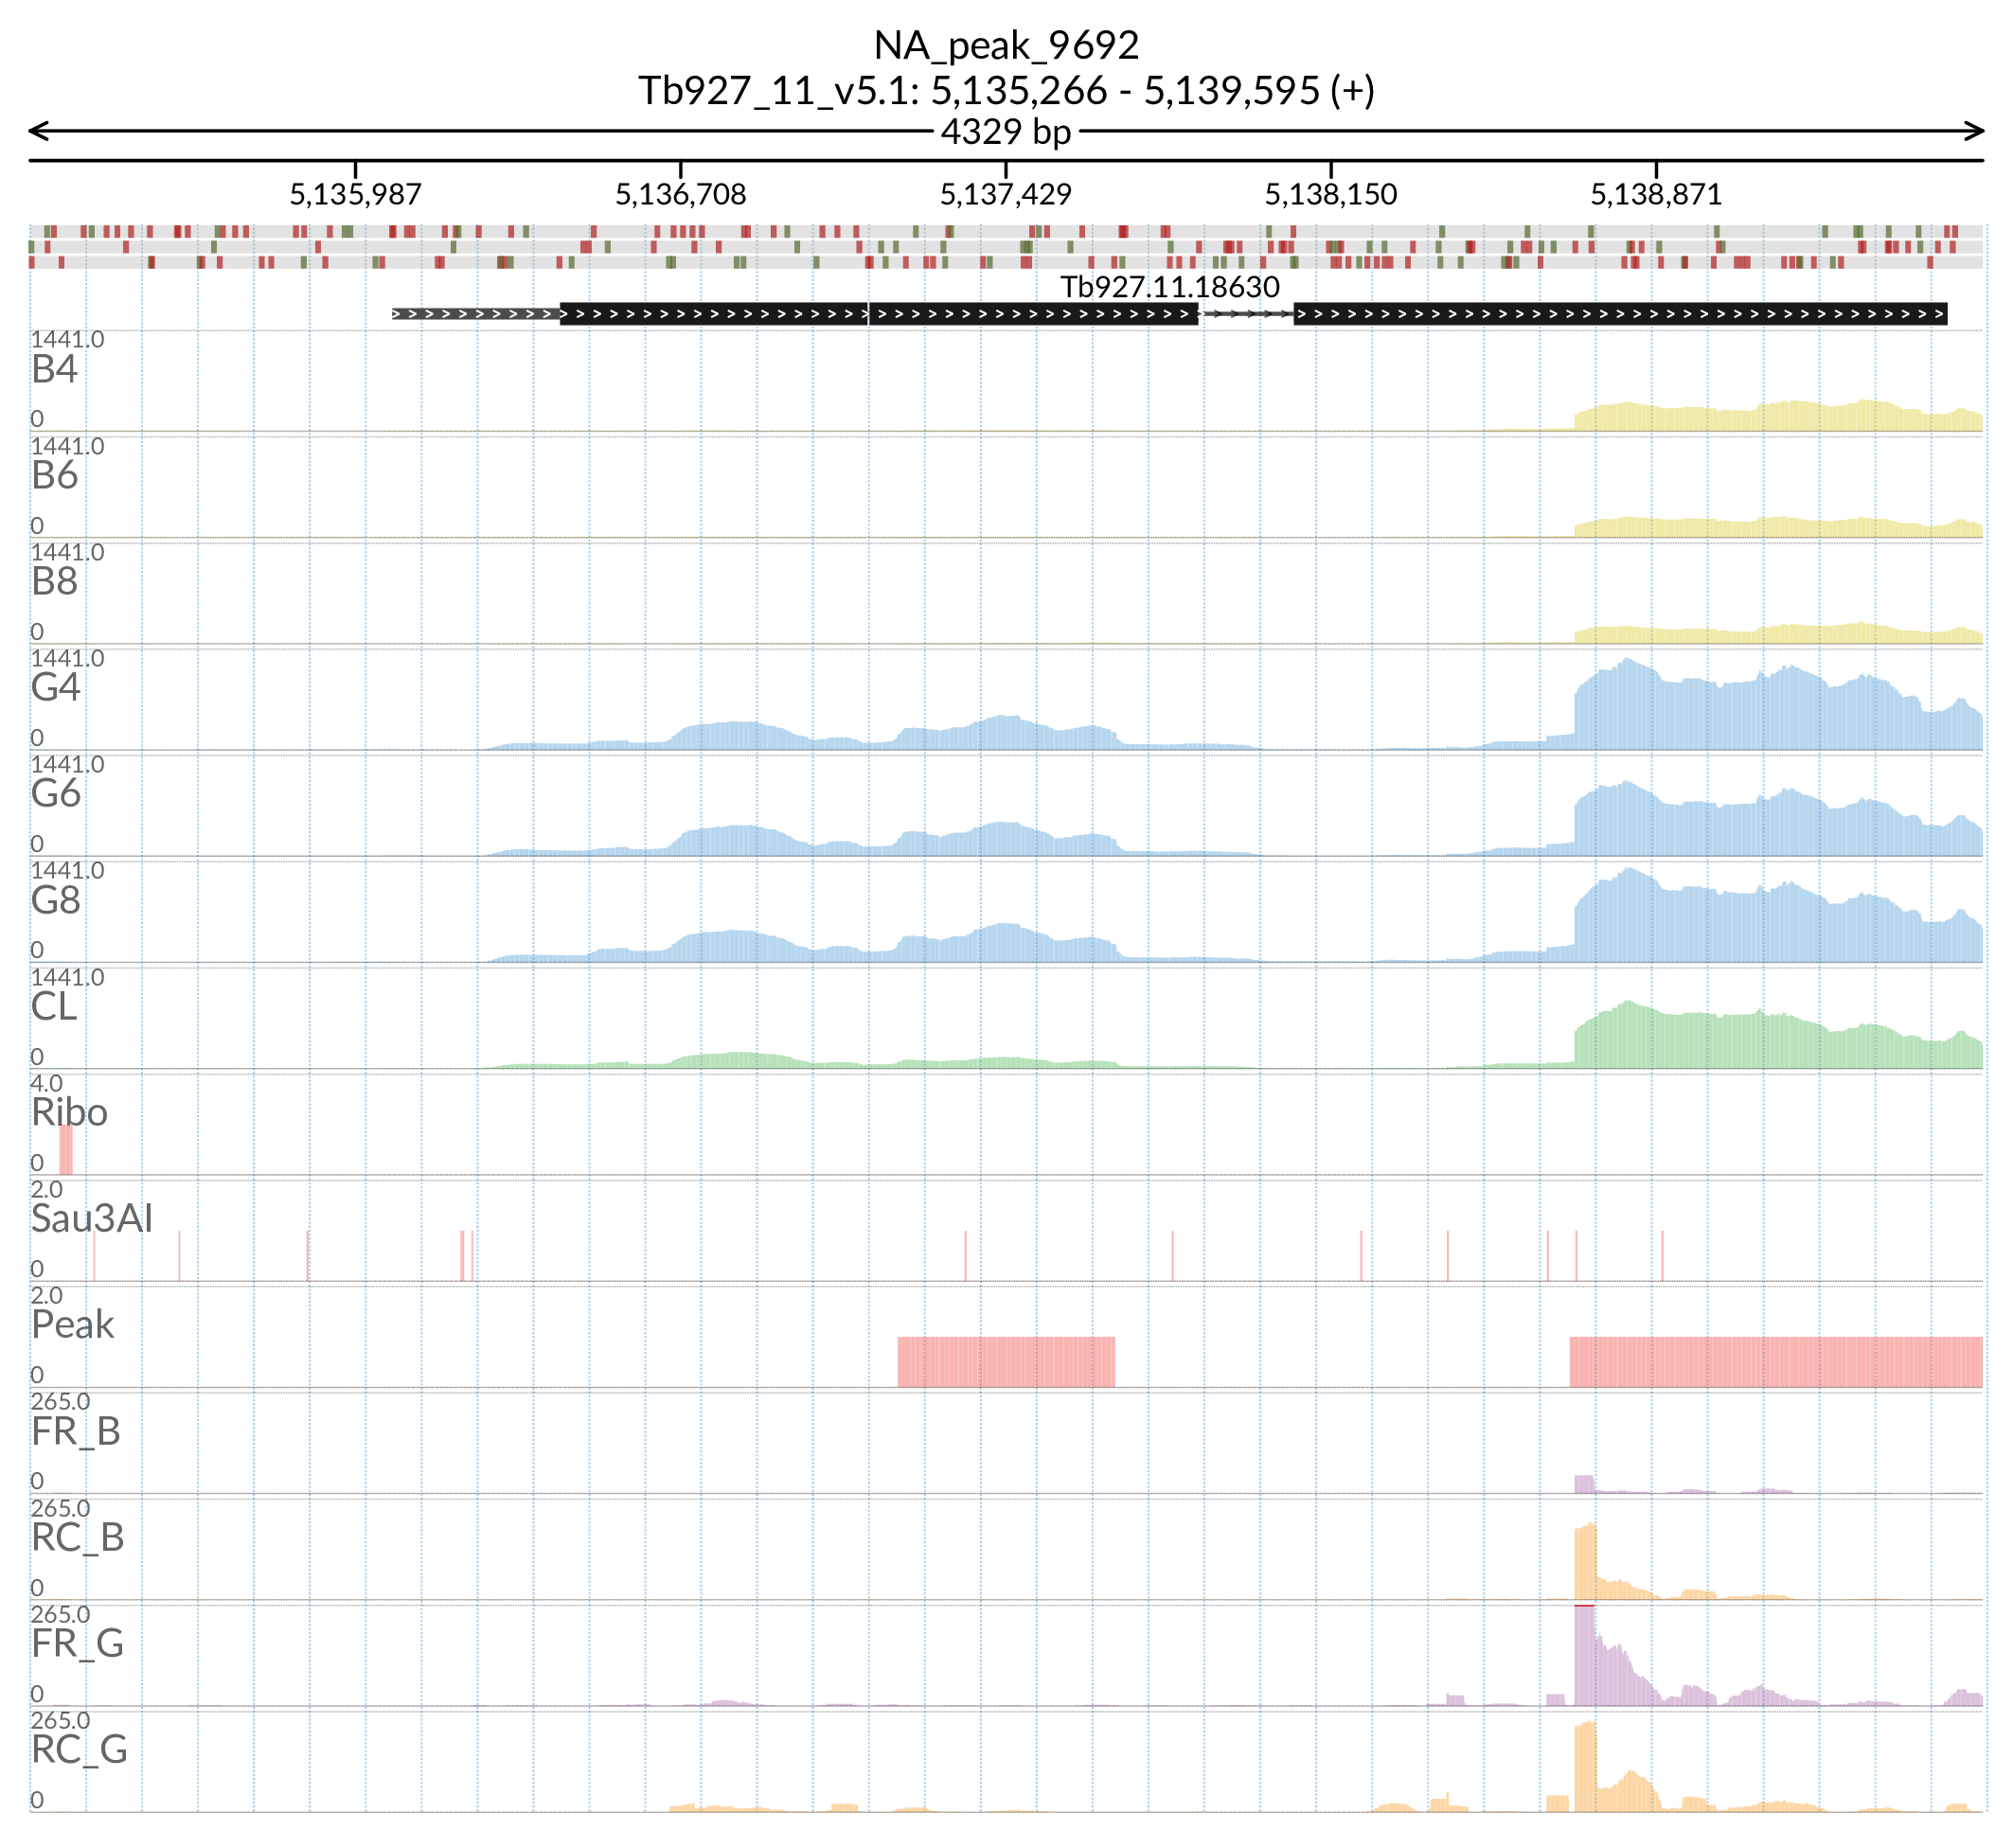 NA_peak_9692
Tb927_11_v5.1: 5,135,266 - 5,139,595 (+)
4329 bp
5,135,987 5,136,708 5,137,429 5,138,150 5,138,871
Tb927.11.18630
1441.0
B4
0
1441.0
B6
0
1441.0
B8
0
1441.0
G4
0
1441.0
G6
0
1441.0
G8
0
1441.0
CL
0
4.0
Ribo
0
2.0
Sau3AI
0
2.0
Peak
0
265.0
FR_B
0
265.0
RC_B
0
265.0
FR_G
0
265.0
RC_G
0